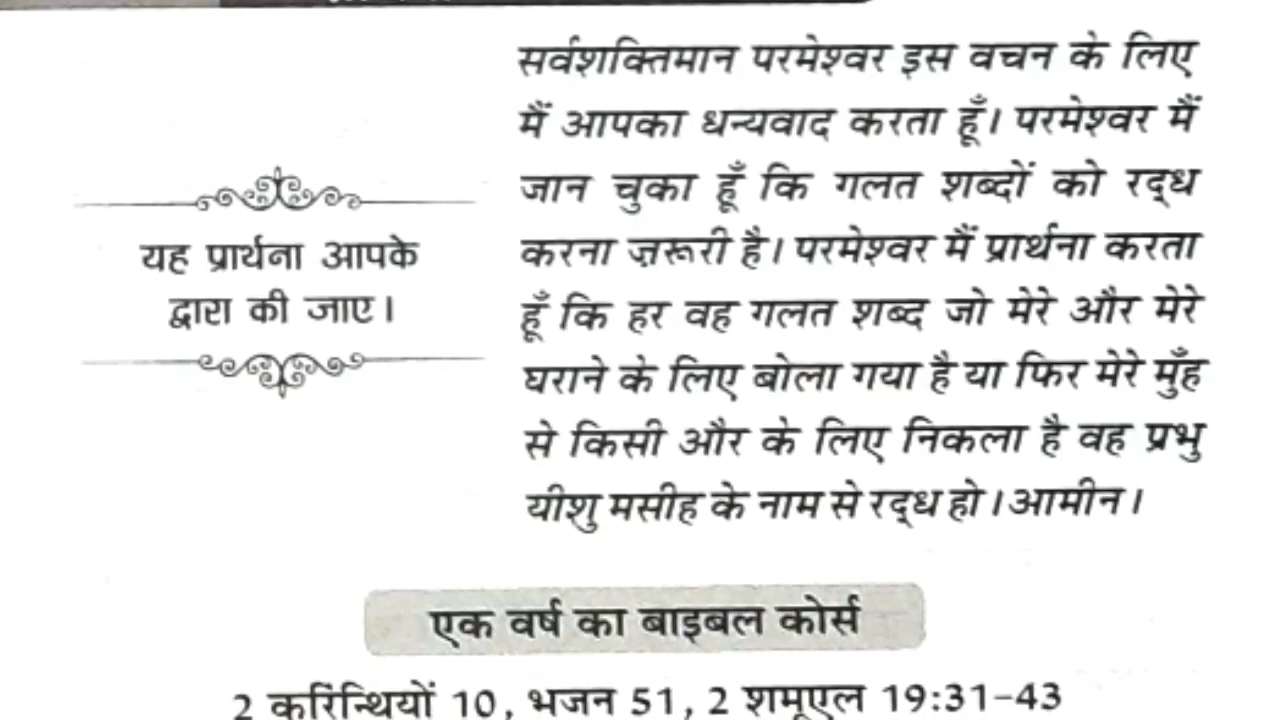 यह प्रार्थना आपके
द्वारा की जाए।
सर्वशक्तिमान परमेश्वर इस वचन के लिए
मैं आपका धन्यवाद करता हूँ। परमेश्वर मैं
जान चुका हूँ कि गलत शब्दों को रद्‌ध
करना ज़रूरी है। परमेश्वर मैं प्रार्थना करता
हूँ कि हर वह गलत शब्द जो मेरे और मेरे
घराने के लिए बोला गया है या फिर मेरे मुँह
से किसी और के लिए निकला है वह प्रभु
यीशु मसीह के नाम से रद्‌ध हो। आमीन।
एक वर्ष का बाइबल कोर्स
2 करिंन्थियों 10, भजन 51, 2 शमूएल 19:31-43